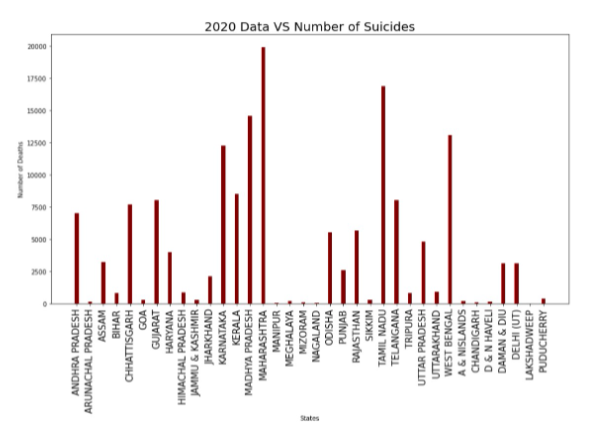 2020 Data VS Number of Suicides
20000
17500
15000
12500
10000
7500
5000
2500
0
Number of Deaths
ANDHRA PRADESH
ARUNACHAL PRADESH
ASSAM
BIHAR
CHHATTISGARH
GOA
GUJARAT
HARYANA
HIMACHAL PRADESH
JAMMU & KASHMIR
JHARKHAND
KARNATAKA
KERALA
MADHYA PRADESH
MAHARASHTRA
MANIPUR
MEGHALAYA
MIZORAM
NAGALAND
ODISHA
PUNJAB
RAJASTHAN
SIKKIM
TAMIL NADU
TELANGANA
TRIPURA
UTTAR PRADESH
UTTARAKHAND
WEST BENGAL
A & NISLANDS
CHANDIGARH
D & N HAVELI
DAMAN & DIU
DELHI (UT)
LAKSHADWEEP
PUDUCHERRY
States